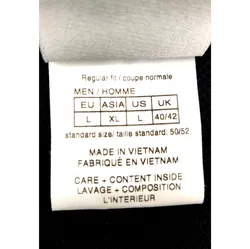 Regular fit / coupe normale
MEN / HOMME
EU ASIA US UK
L XL L 40/42
standard size/ taille standard: 50/52
MADE IN VIETNAM
FABRIQUÉ EN VIETNAM
CARE + CONTENT INSIDE
LAVAGE + COMPOSITION
L'INTERIEUR